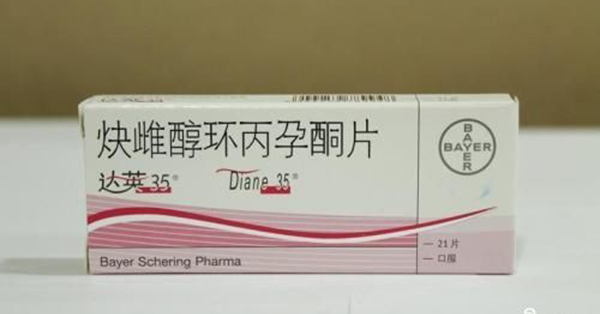 炔雌醇环丙孕酮片
达英-35®
Diane-35®
BAYER
BAYER
21片
口服
Bayer Schering Pharma